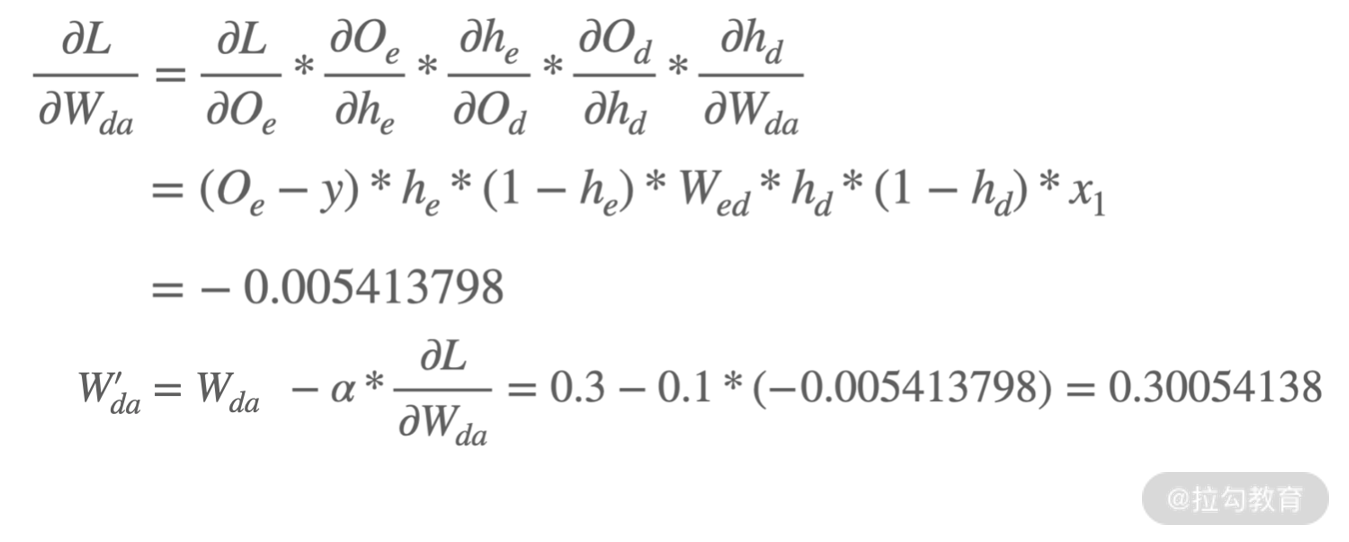 ∂L/∂W_da = ∂L/∂O_e * ∂O_e/∂h_e * ∂h_e/∂O_d * ∂O_d/∂h_d * ∂h_d/∂W_da
= (O_e − y) * h_e * (1 − h_e) * W_ed * h_d * (1 − h_d) * x_1
= − 0.005413798
W′_da = W_da − α * ∂L/∂W_da = 0.3 − 0.1 * (−0.005413798) = 0.30054138
@拉勾教育